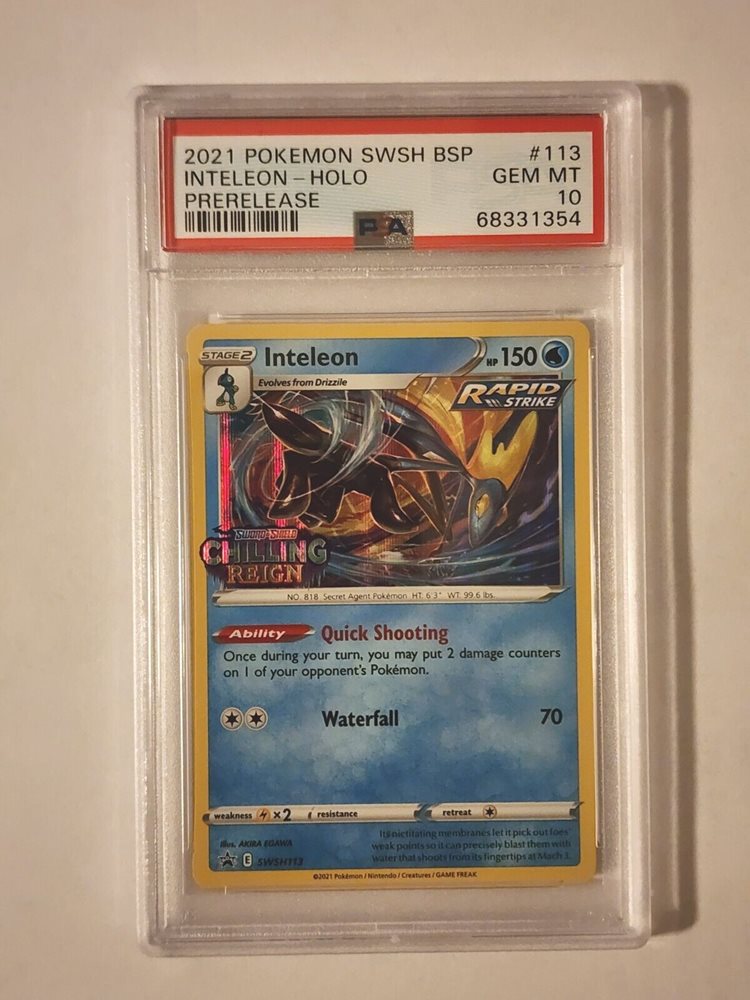 2021 POKEMON SWSH BSP #113
INTELEON - HOLO GEM MT
PRERELEASE 10
PSA 68331354
STAGE 2 Inteleon HP 150
Evolves from Drizzile
RAPID
STRIKE
SWORD & SHIELD
CHILLING
REIGN
NO. 818 Secret Agent Pokémon HT: 6'3" WT: 99.6 lbs.
Ability Quick Shooting
Once during your turn, you may put 2 damage counters
on 1 of your opponent's Pokémon.
Waterfall 70
weakness ×2 resistance retreat
Illus. AKIRA EGAWA
Its nictitating membranes let it pick out foes'
weak points so it can precisely blast them with
water that shoots from its fingertips at Mach 3.
E SWSH113
©2021 Pokémon / Nintendo / Creatures / GAME FREAK